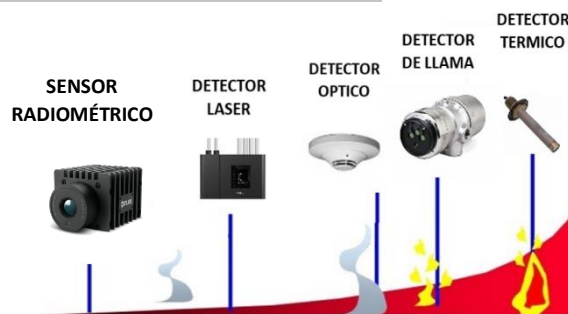 SENSOR
RADIOMÉTRICO
DETECTOR
LASER
DETECTOR
OPTICO
DETECTOR
DE LLAMA
DETECTOR
TERMICO